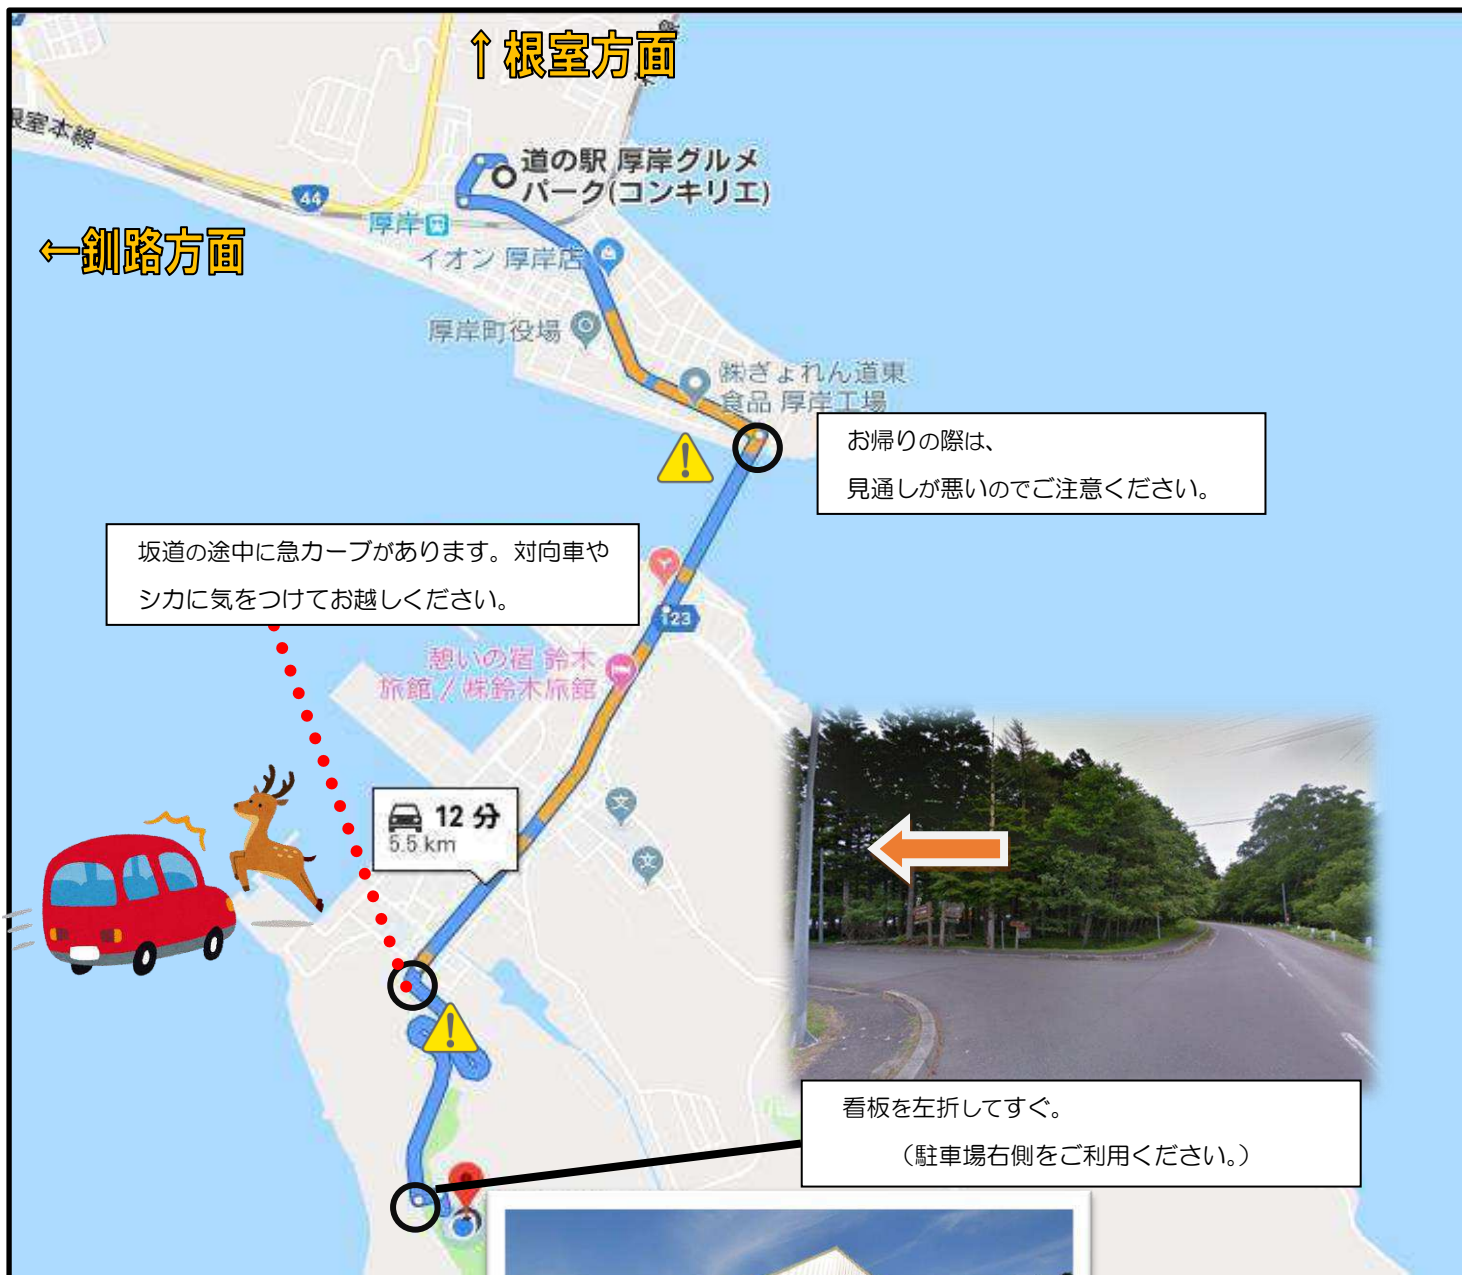 ↑根室方面
根室本線
道の駅 厚岸グルメ
パーク(コンキリエ)
44
厚岸
←釧路方面
イオン 厚岸店
厚岸町役場
㈱ぎょれん道東
食品 厚岸工場
お帰りの際は、
見通しが悪いのでご注意ください。
坂道の途中に急カーブがあります。対向車や
シカに気をつけてお越しください。
123
憩いの宿 鈴木
旅館／㈱鈴木旅館
12 分
5.5 km
文
文
看板を左折してすぐ。
（駐車場右側をご利用ください。）